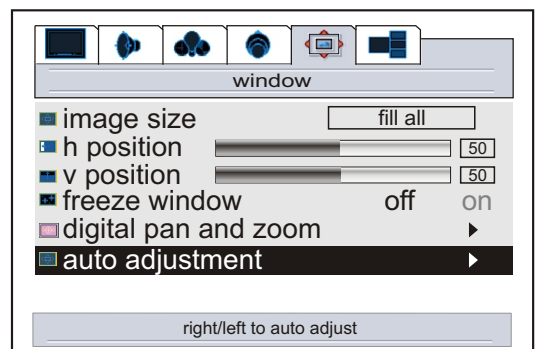 window
image size fill all
h position 50
v position 50
freeze window off on
digital pan and zoom
auto adjustment
right/left to auto adjust